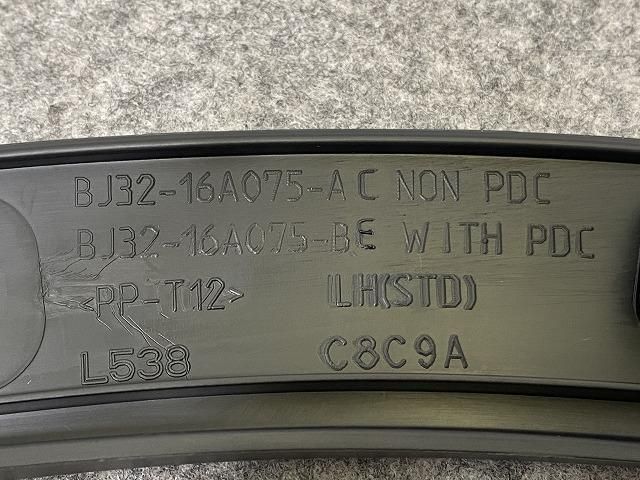 BJ32-16A075-AC NON PDC
BJ32-16A075-BE WITH PDC
>PP-T12< LH(STD)
L538 C8C9A